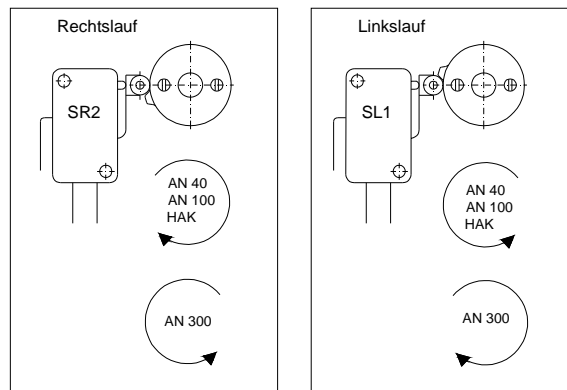 Rechtslauf
SR2
AN 40
AN 100
HAK
AN 300
Linkslauf
SL1
AN 40
AN 100
HAK
AN 300